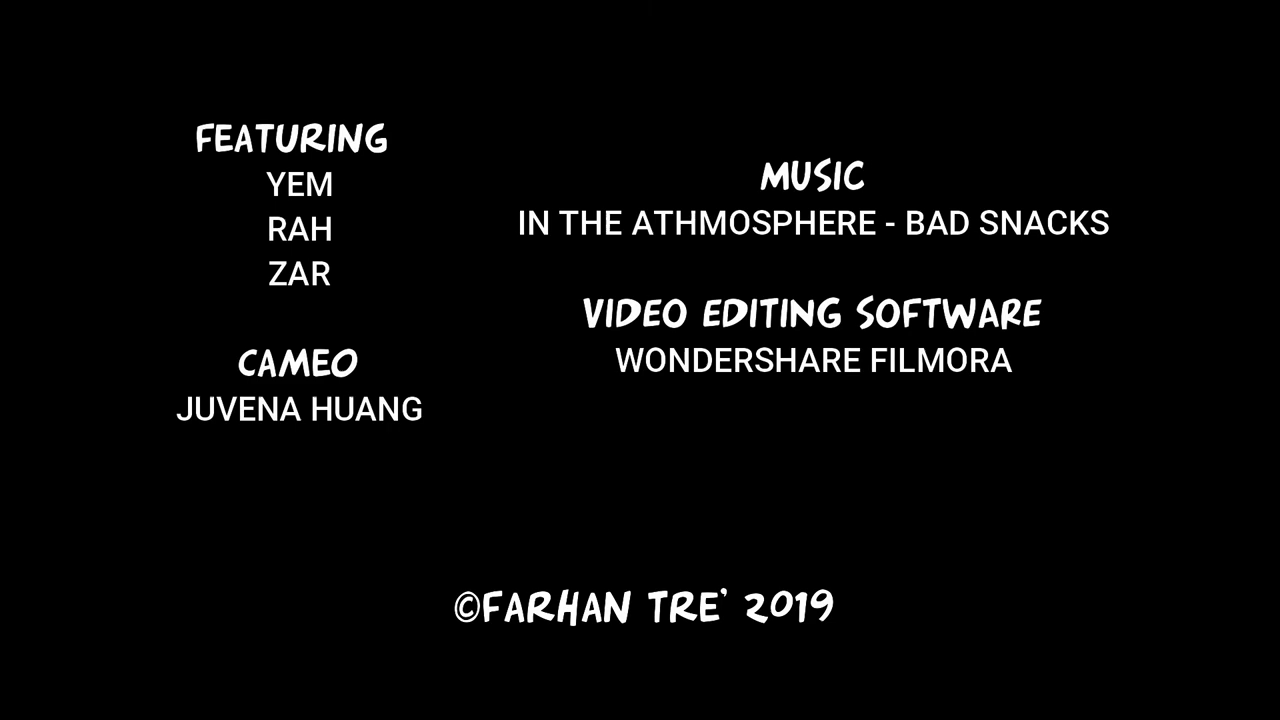 FEATURING
YEM
RAH
ZAR
CAMEO
JUVENA HUANG
MUSIC
IN THE ATHMOSPHERE - BAD SNACKS
VIDEO EDITING SOFTWARE
WONDERSHARE FILMORA
©FARHAN TRE' 2019